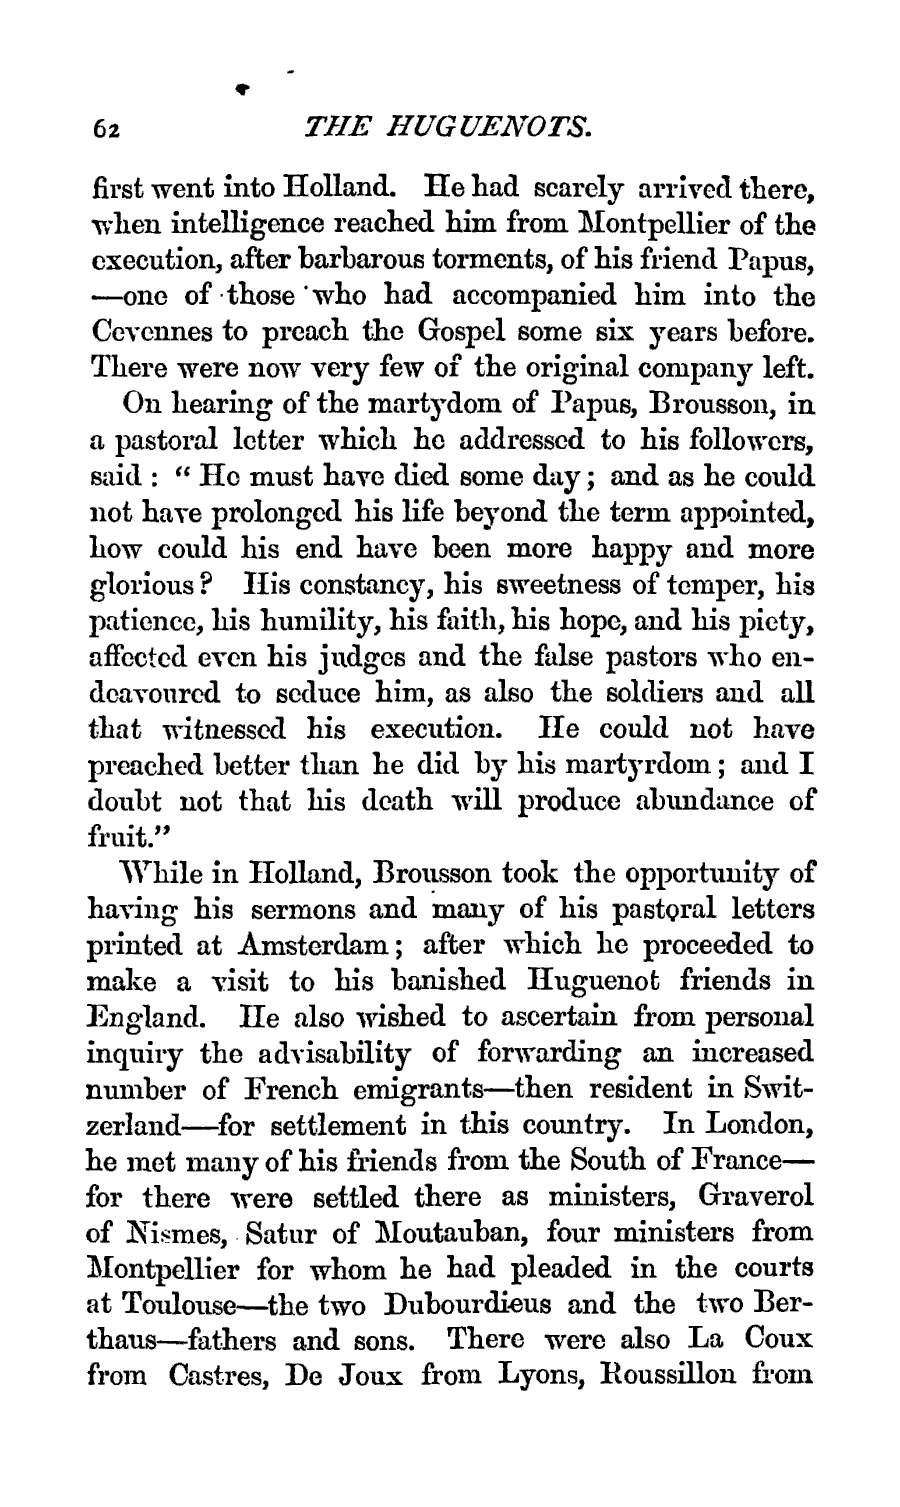 62 THE HUGUENOTS.
first went into Holland. He had scarcely arrived there,
when intelligence reached him from Montpellier of the
execution, after barbarous torments, of his friend Papus,
—one of those who had accompanied him into the
Cevennes to preach the Gospel some six years before.
There were now very few of the original company left.
On hearing of the martydom of Papus, Brousson, in
a pastoral letter which he addressed to his followers,
said : “ He must have died some day ; and as he could
not have prolonged his life beyond the term appointed,
how could his end have been more happy and more
glorious ? His constancy, his sweetness of temper, his
patience, his humility, his faith, his hope, and his piety,
affected even his judges and the false pastors who en-
deavoured to seduce him, as also the soldiers and all
that witnessed his execution. He could not have
preached better than he did by his martyrdom ; and I
doubt not that his death will produce abundance of
fruit.”
While in Holland, Brousson took the opportunity of
having his sermons and many of his pastoral letters
printed at Amsterdam ; after which he proceeded to
make a visit to his banished Huguenot friends in
England. He also wished to ascertain from personal
inquiry the advisability of forwarding an increased
number of French emigrants—then resident in Swit-
zerland—for settlement in this country. In London,
he met many of his friends from the South of France—
for there were settled there as ministers, Graverol
of Nismes, Satur of Moutauban, four ministers from
Montpellier for whom he had pleaded in the courts
at Toulouse—the two Dubourdieus and the two Ber-
thaus—fathers and sons. There were also La Coux
from Castres, De Joux from Lyons, Roussillon from